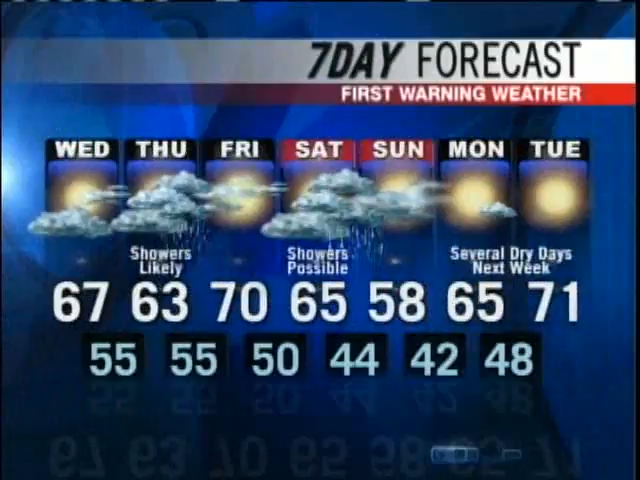 7DAY FORECAST
FIRST WARNING WEATHER
WED THU FRI SAT SUN MON TUE
Showers Likely
Showers Possible
Several Dry Days Next Week
67 63 70 65 58 65 71
55 55 50 44 42 48